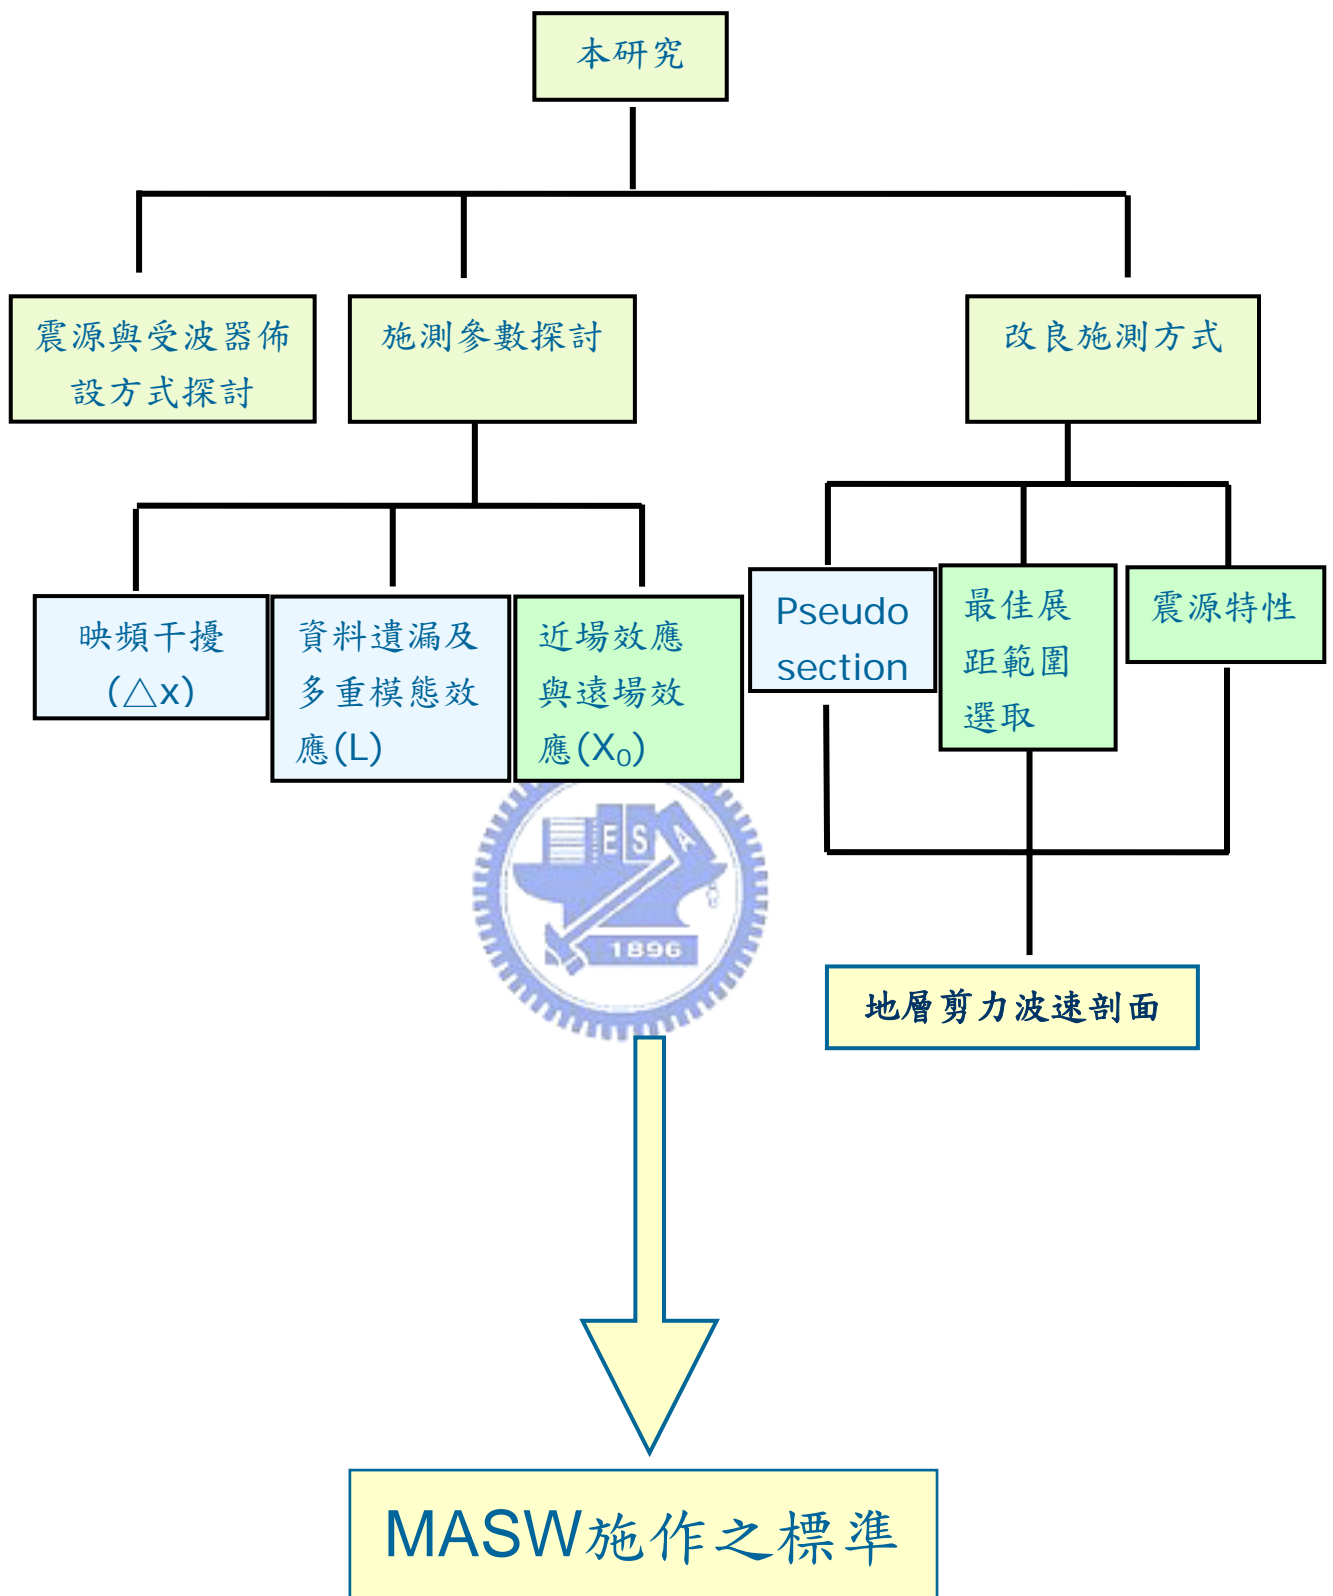 本研究
震源與受波器佈
設方式探討
施測參數探討
改良施測方式
映頻干擾
(△x)
資料遺漏及
多重模態效
應(L)
近場效應
與遠場效
應(X₀)
Pseudo
section
最佳展
距範圍
選取
震源特性
E S A
1896
地層剪力波速剖面
MASW施作之標準